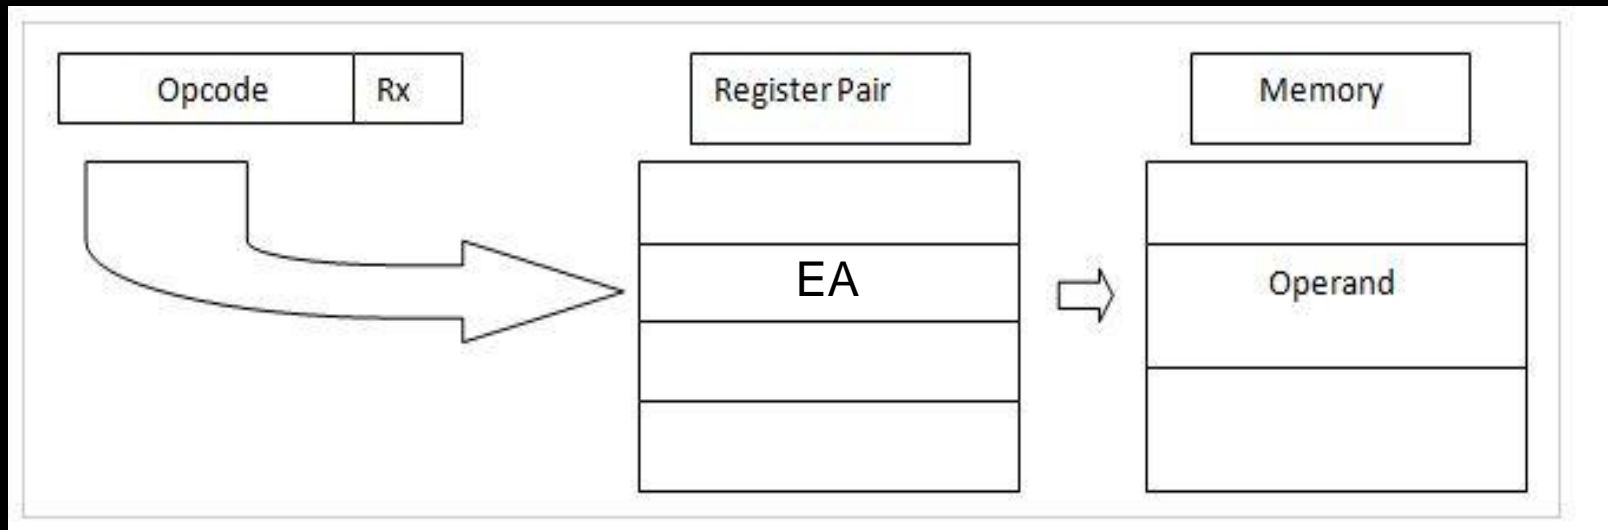 Opcode
Rx
Register Pair
Memory
EA
Operand